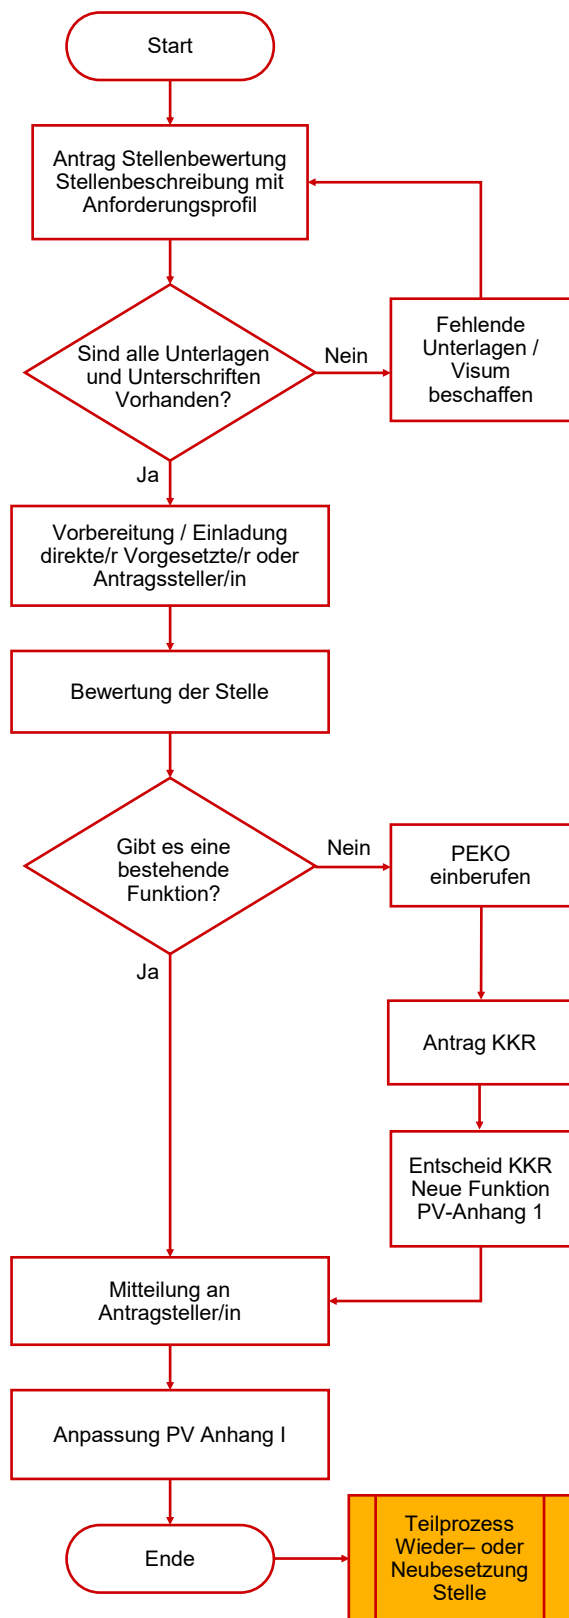 Start
Antrag Stellenbewertung
Stellenbeschreibung mit
Anforderungsprofil
Sind alle Unterlagen
und Unterschriften
Vorhanden?
Nein
Fehlende
Unterlagen /
Visum
beschaffen
Ja
Vorbereitung / Einladung
direkte/r Vorgesetzte/r oder
Antragssteller/in
Bewertung der Stelle
Gibt es eine
bestehende
Funktion?
Nein
PEKO
einberufen
Ja
Antrag KKR
Entscheid KKR
Neue Funktion
PV-Anhang 1
Mitteilung an
Antragsteller/in
Anpassung PV Anhang I
Ende
Teilprozess
Wieder– oder
Neubesetzung
Stelle